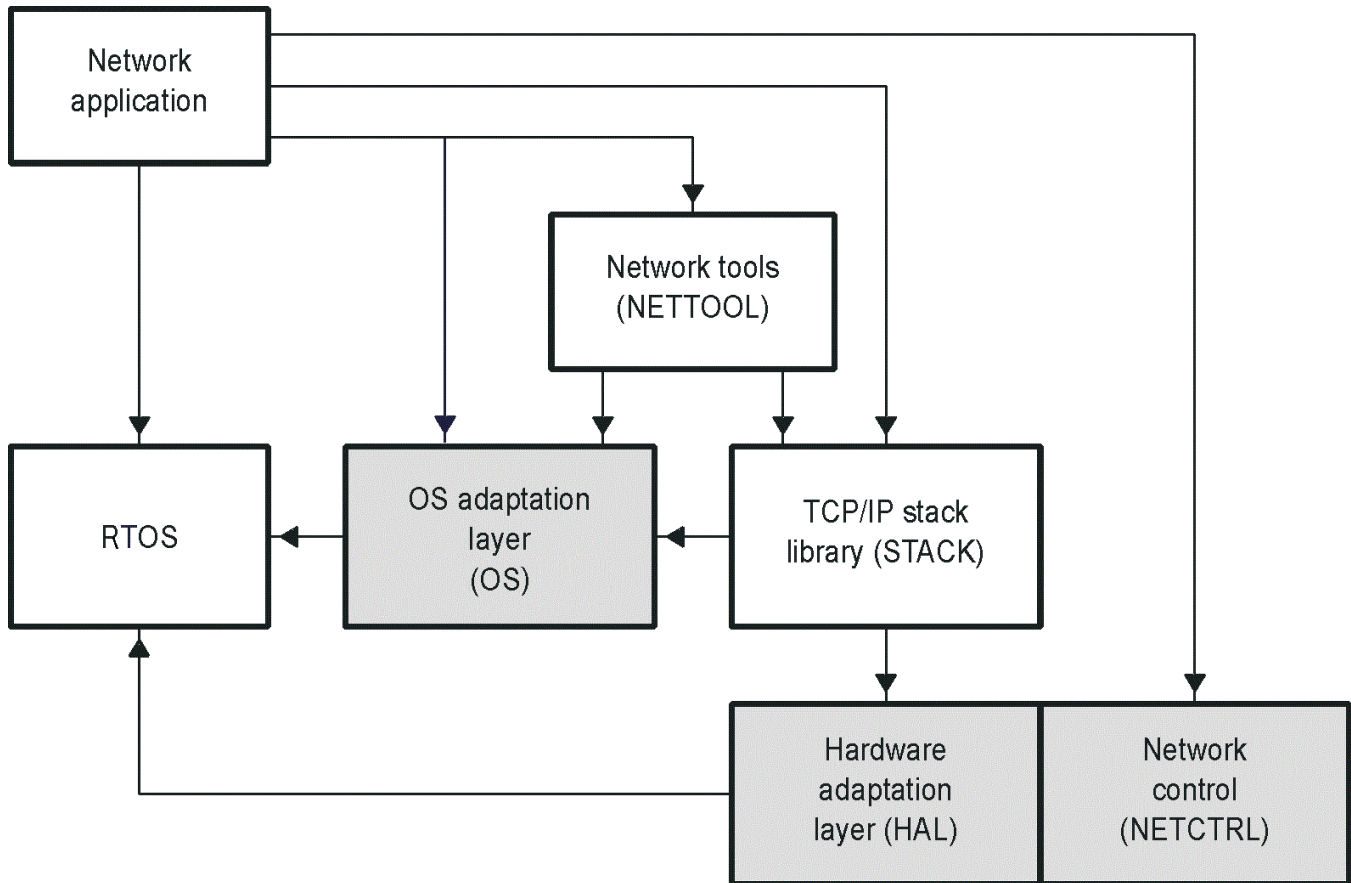 Network
application
Network tools
(NETTOOL)
RTOS
OS adaptation
layer
(OS)
TCP/IP stack
library (STACK)
Hardware
adaptation
layer (HAL)
Network
control
(NETCTRL)